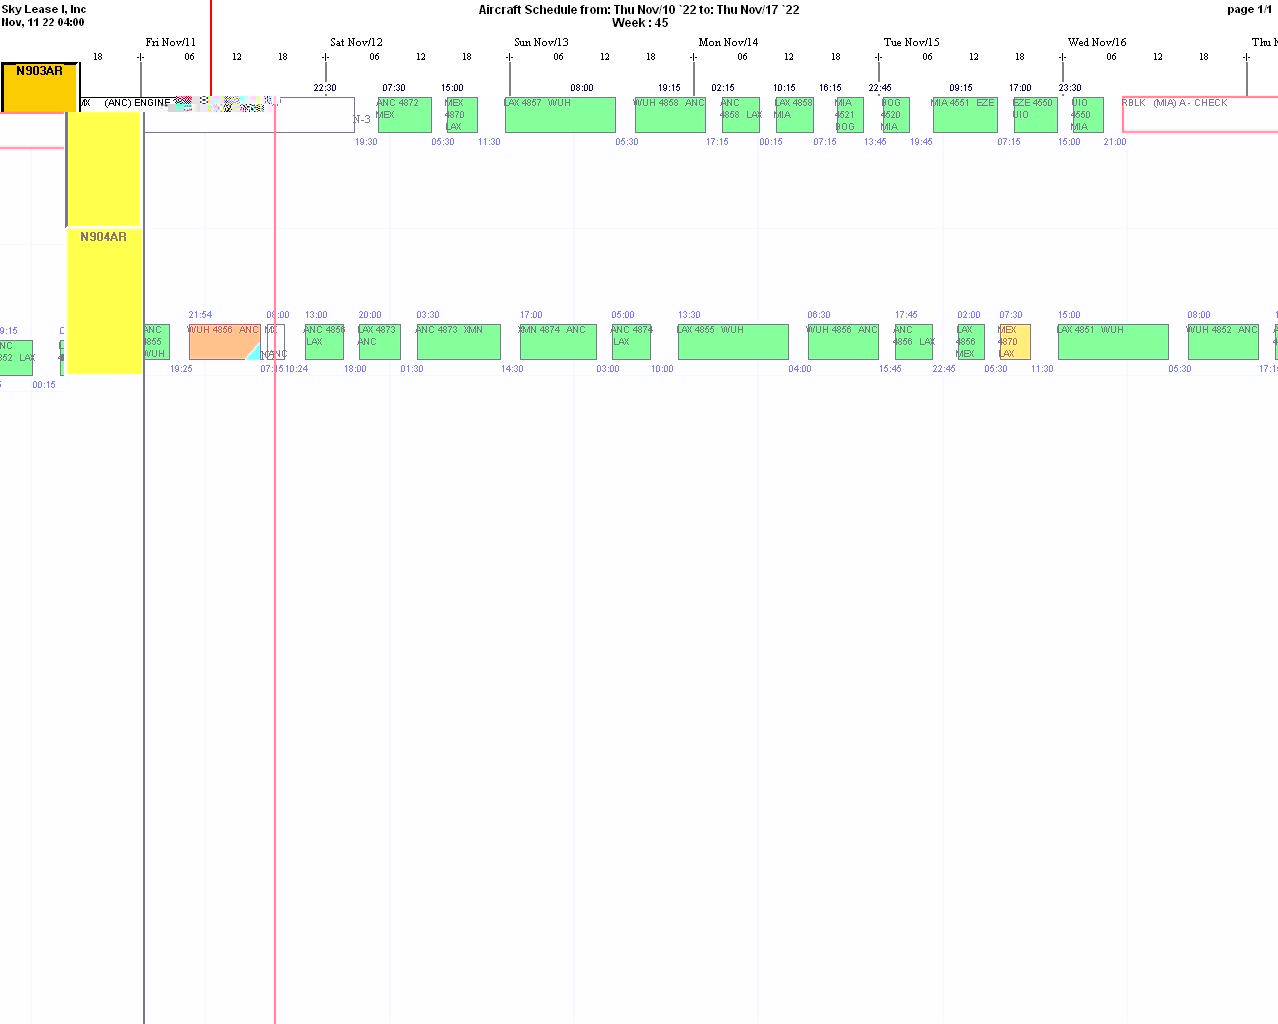 Sky Lease I, Inc
Aircraft Schedule from: Thu Nov/10 `22 to: Thu Nov/17 `22
page 1/1
Nov, 11 22 04:00
Week : 45
Fri Nov/11 Sat Nov/12 Sun Nov/13 Mon Nov/14 Tue Nov/15 Wed Nov/16 Thu
18 06 12 18 06 12 18 06 12 18 06 12 18 06 12 18 06 12 18
N903AR
22:30 07:30 15:00 08:00 19:15 02:15 10:15 16:15 22:45 09:15 17:00 23:30
(ANC) ENGINE
N-3
ANC 4872
MEX
MEX
4870
LAX
LAX 4857 WUH
WUH 4858 ANC
ANC
4858 LAX
LAX 4858
MIA
MIA
4521
BOG
BOG
4520
MIA
MIA 4551 EZE
EZE 4550
UIO
UIO
4550
MIA
RBLK (MIA) A - CHECK
19:30 05:30 11:30 05:30 17:15 00:15 07:15 13:45 19:45 07:15 15:00 21:00
N904AR
21:54 08:00 13:00 20:00 03:30 17:00 05:00 13:30 06:30 17:45 02:00 07:30 15:00 08:00
LAX
ANC
4855
WUH
WUH 4856 ANC
ANC 4856
LAX
LAX 4873
ANC
ANC 4873 XMN
XMN 4874 ANC
ANC 4874
LAX
LAX 4855 WUH
WUH 4856 ANC
ANC
4856 LAX
LAX
4856
MEX
MEX
4870
LAX
LAX 4851 WUH
WUH 4852 ANC
00:15 19:25 07:15 10:24 18:00 01:30 14:30 03:00 10:00 04:00 15:45 22:45 05:30 11:30 05:30